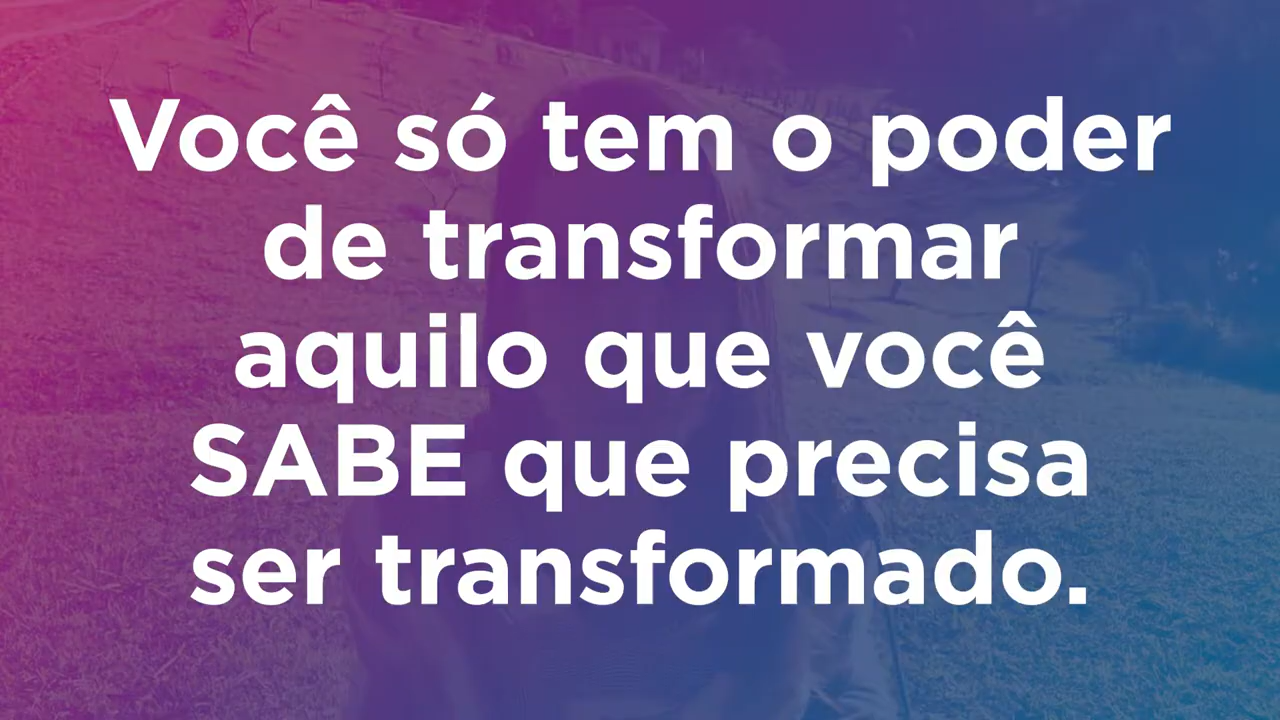 Você só tem o poder
de transformar
aquilo que você
SABE que precisa
ser transformado.